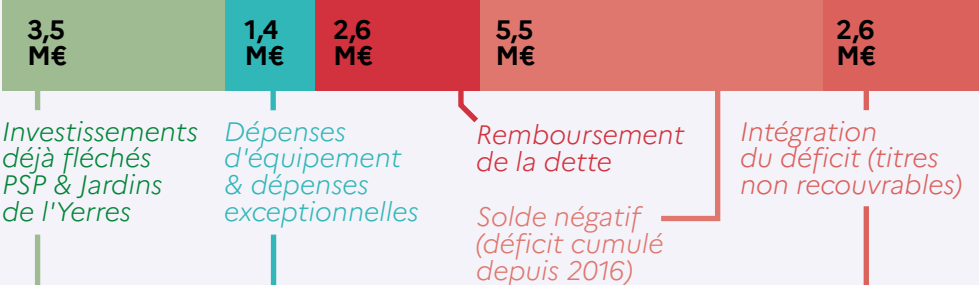 3,5
M€
1,4
M€
2,6
M€
5,5
M€
2,6
M€
Investissements
déjà fléchés
PSP & Jardins
de l'Yerres
Dépenses
d'équipement
& dépenses
exceptionnelles
Remboursement
de la dette
Solde négatif
(déficit cumulé
depuis 2016)
Intégration
du déficit (titres
non recouvrables)